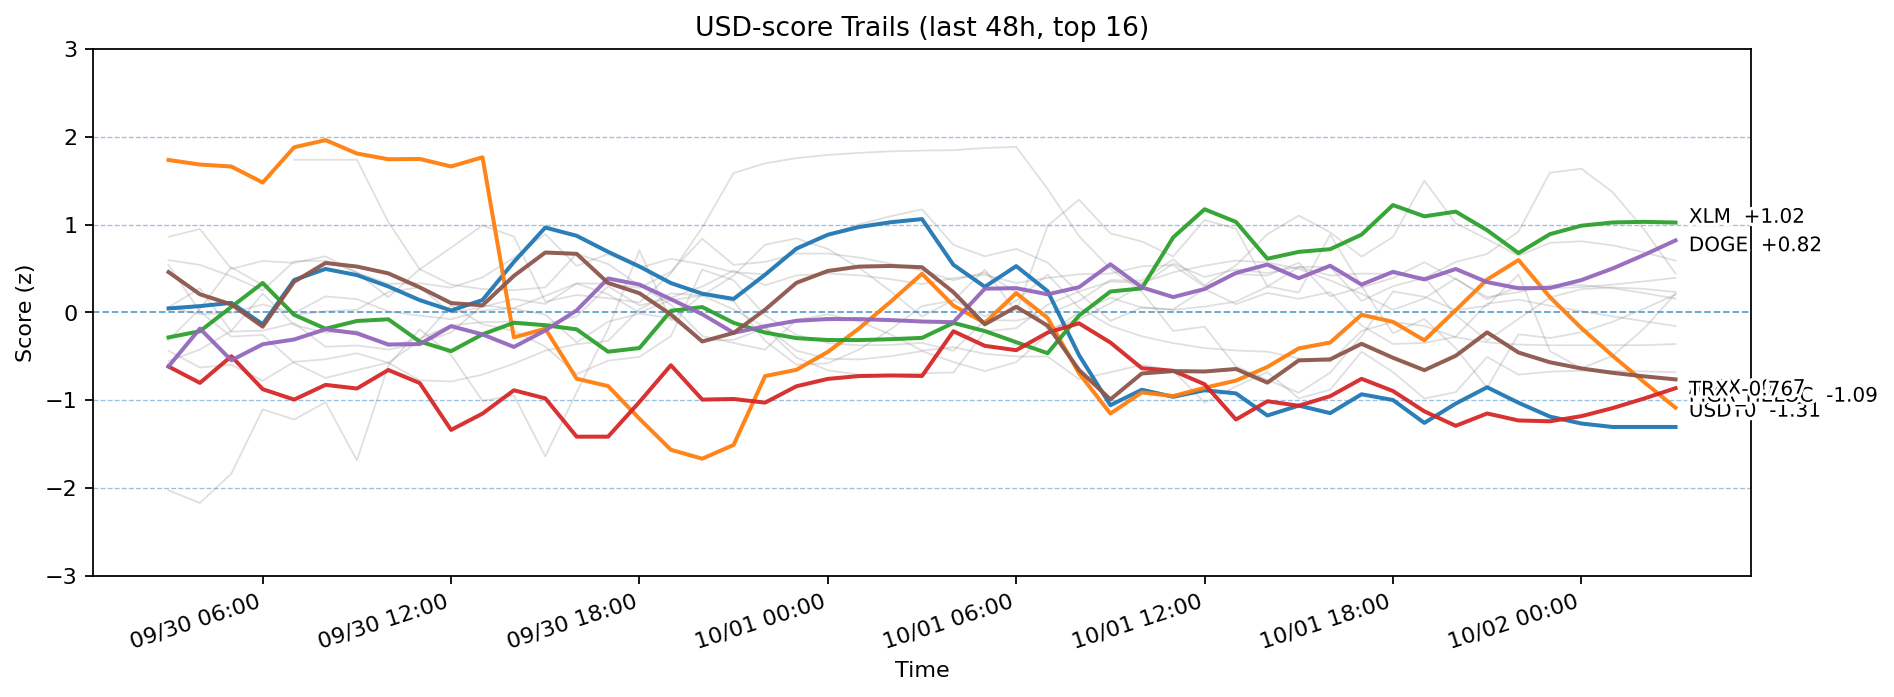 USD-score Trails (last 48h, top 16)
Score (z)
3
2
1
0
−1
−2
−3
XLM +1.02
DOGE +0.82
-1.09
USDT0 -1.31
09/30 06:00
09/30 12:00
09/30 18:00
10/01 00:00
10/01 06:00
10/01 12:00
10/01 18:00
10/02 00:00
Time